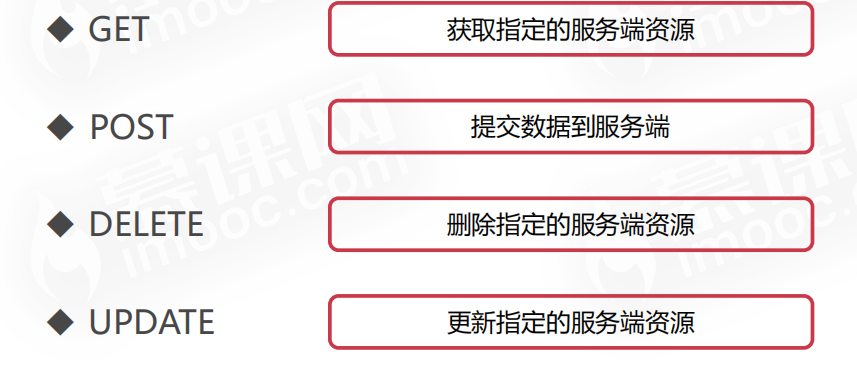 GET 获取指定的服务端资源
POST 提交数据到服务端
DELETE 删除指定的服务端资源
UPDATE 更新指定的服务端资源
慕课网
imooc.com